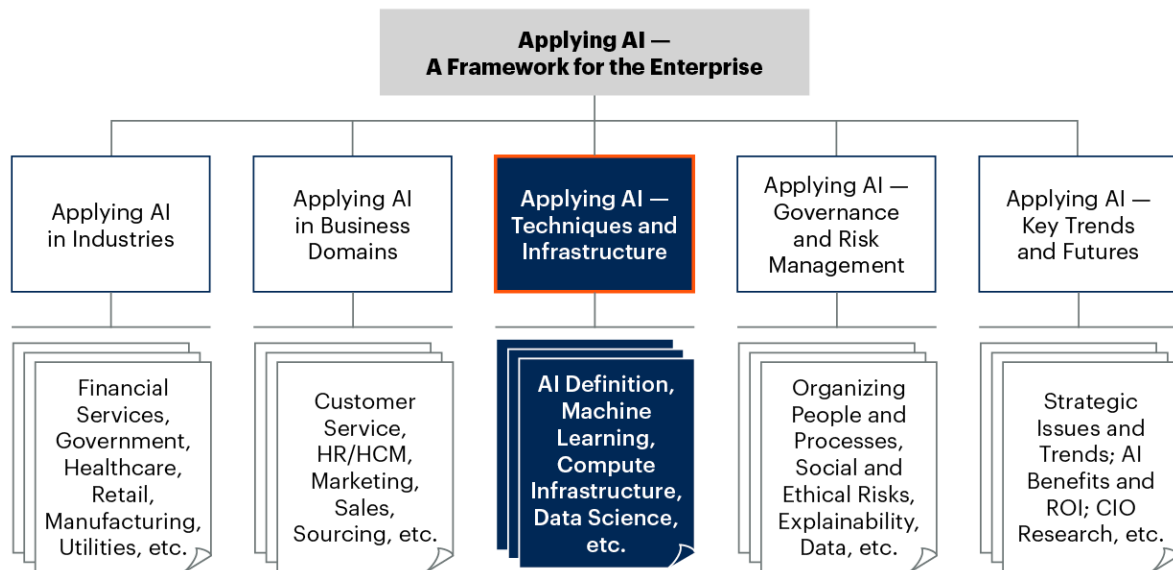 Applying AI —
A Framework for the Enterprise
Applying AI
in Industries
Applying AI
in Business
Domains
Applying AI —
Techniques and
Infrastructure
Applying AI —
Governance
and Risk
Management
Applying AI —
Key Trends
and Futures
Financial
Services,
Government,
Healthcare,
Retail,
Manufacturing,
Utilities, etc.
Customer
Service,
HR/HCM,
Marketing,
Sales,
Sourcing, etc.
AI Definition,
Machine
Learning,
Compute
Infrastructure,
Data Science,
etc.
Organizing
People and
Processes,
Social and
Ethical Risks,
Explainability,
Data, etc.
Strategic
Issues and
Trends; AI
Benefits and
ROI; CIO
Research, etc.